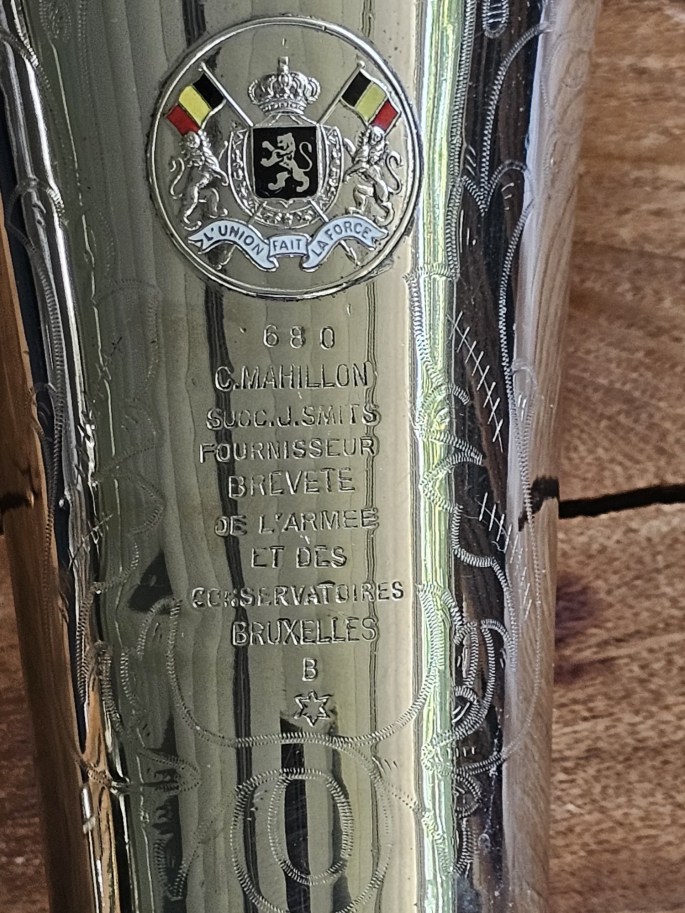 L'UNION FAIT LA FORCE
680
C.MAHILLON
SUCC.J.SMITS
FOURNISSEUR
BREVETE
DE L'ARMEE
ET DES
CONSERVATOIRES
BRUXELLES
B